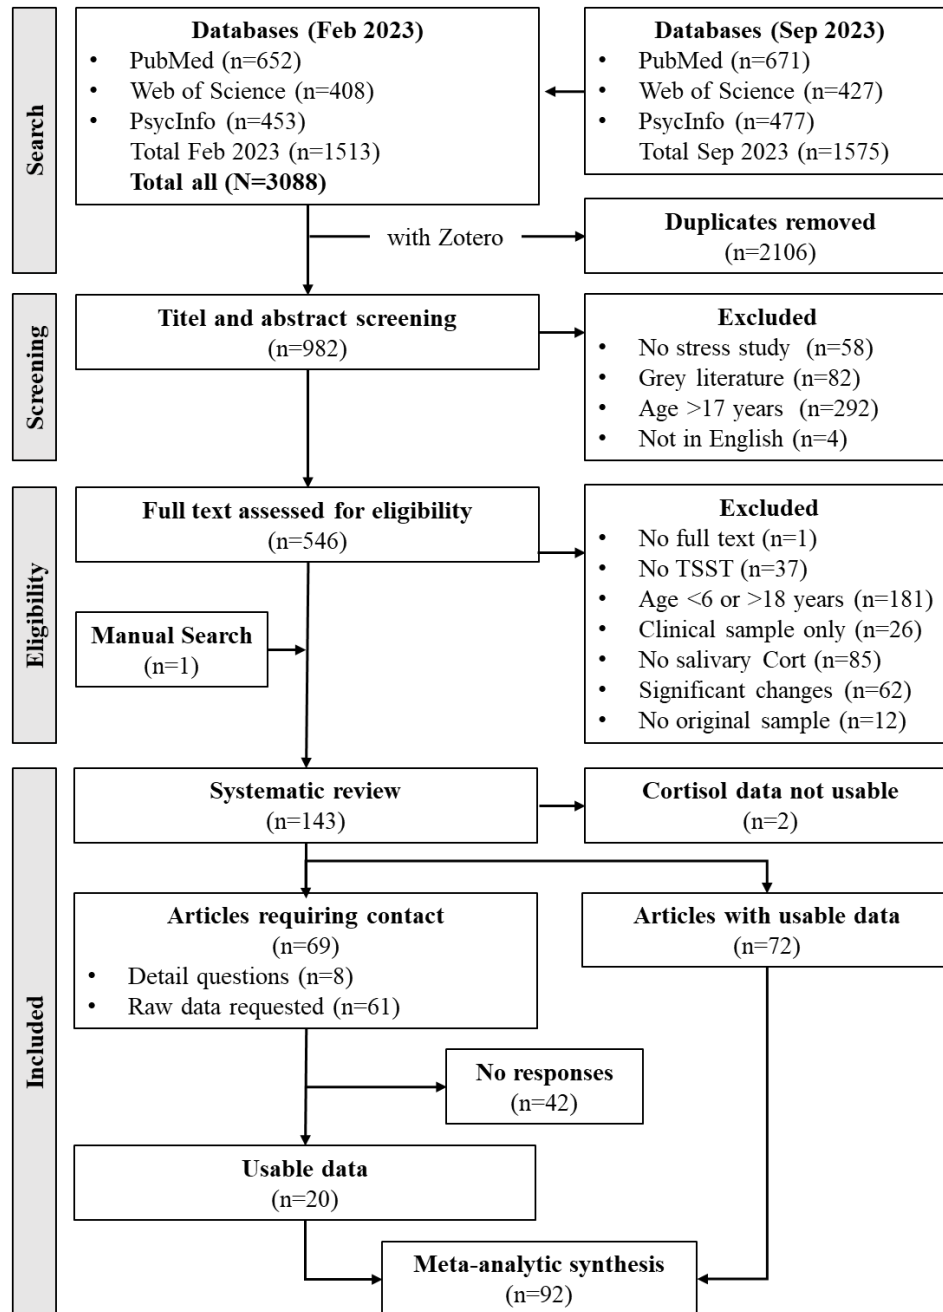 Search
Databases (Feb 2023)
• PubMed (n=652)
• Web of Science (n=408)
• PsycInfo (n=453)
Total Feb 2023 (n=1513)
Total all (N=3088)
Databases (Sep 2023)
• PubMed (n=671)
• Web of Science (n=427)
• PsycInfo (n=477)
Total Sep 2023 (n=1575)
with Zotero
Duplicates removed
(n=2106)
Screening
Titel and abstract screening
(n=982)
Excluded
• No stress study (n=58)
• Grey literature (n=82)
• Age >17 years (n=292)
• Not in English (n=4)
Eligibility
Full text assessed for eligibility
(n=546)
Excluded
• No full text (n=1)
• No TSST (n=37)
• Age <6 or >18 years (n=181)
• Clinical sample only (n=26)
• No salivary Cort (n=85)
• Significant changes (n=62)
• No original sample (n=12)
Manual Search
(n=1)
Included
Systematic review
(n=143)
Cortisol data not usable
(n=2)
Articles requiring contact
(n=69)
• Detail questions (n=8)
• Raw data requested (n=61)
Articles with usable data
(n=72)
No responses
(n=42)
Usable data
(n=20)
Meta-analytic synthesis
(n=92)